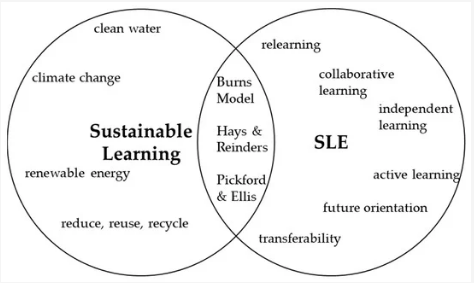 clean water
climate change
Sustainable
Learning
renewable energy
reduce, reuse, recycle
Burns
Model
Hays &
Reinders
Pickford
& Ellis
relearning
collaborative
learning
independent
learning
SLE
active learning
future orientation
transferability